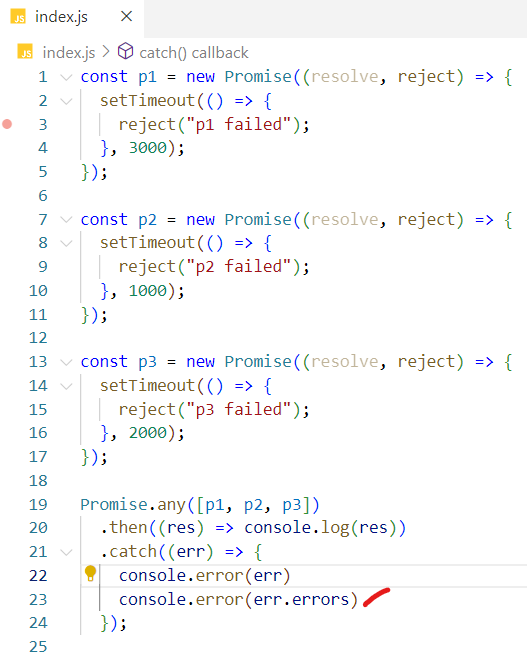 JS index.js
JS index.js > catch() callback
1 const p1 = new Promise((resolve, reject) => {
2 setTimeout(() => {
3 reject("p1 failed");
4 }, 3000);
5 });
6
7 const p2 = new Promise((resolve, reject) => {
8 setTimeout(() => {
9 reject("p2 failed");
10 }, 1000);
11 });
12
13 const p3 = new Promise((resolve, reject) => {
14 setTimeout(() => {
15 reject("p3 failed");
16 }, 2000);
17 });
18
19 Promise.any([p1, p2, p3])
20 .then((res) => console.log(res))
21 .catch((err) => {
22 console.error(err)
23 console.error(err.errors)
24 });
25